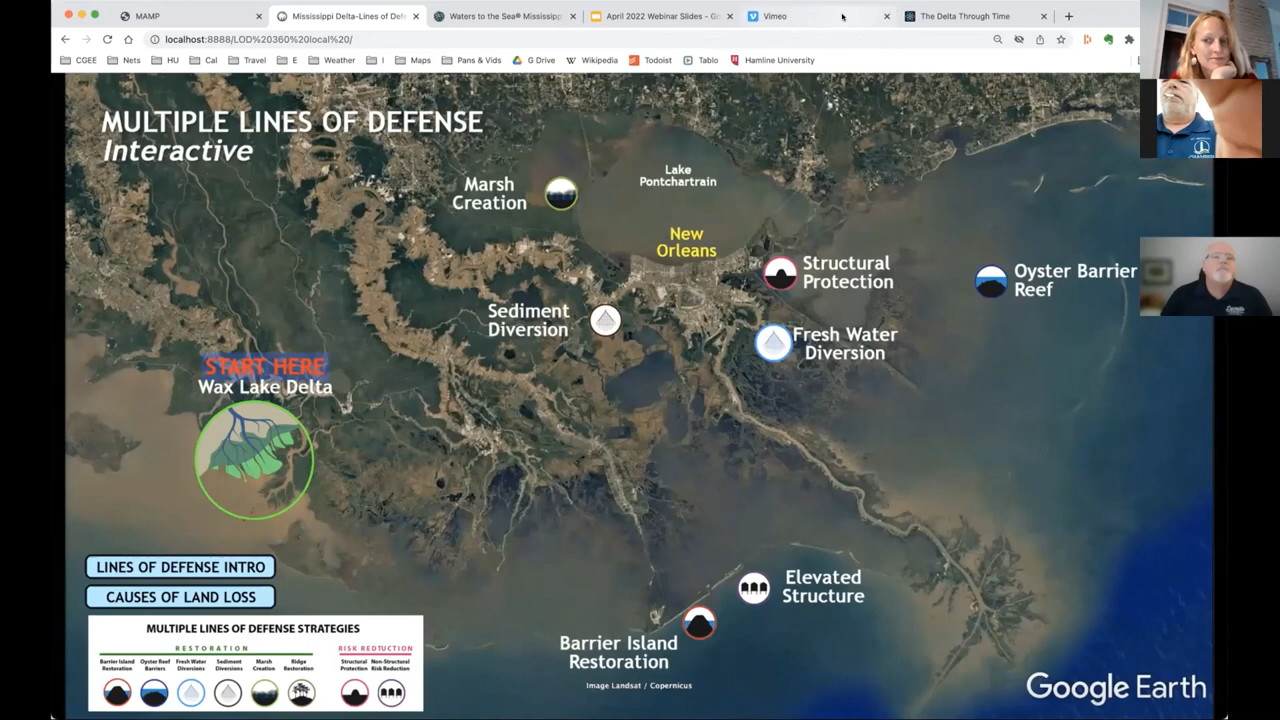 MAMP
Mississippi Delta-Lines of Def
Waters to the Sea® Mississipp
April 2022 Webinar Slides - Go
Vimeo
The Delta Through Time
localhost:8888/LOD%20360%20local%20/
CGEE
Nets
HU
Cal
Travel
E
Weather
I
Maps
Pans & Vids
G Drive
Wikipedia
Todoist
Tablo
Hamline University
MULTIPLE LINES OF DEFENSE
Interactive
Marsh
Creation
Lake
Pontchartrain
New
Orleans
Structural
Protection
Oyster Barrier
Reef
Sediment
Diversion
Fresh Water
Diversion
START HERE
Wax Lake Delta
LINES OF DEFENSE INTRO
CAUSES OF LAND LOSS
Elevated
Structure
Barrier Island
Restoration
Image Landsat / Copernicus
Google Earth
MULTIPLE LINES OF DEFENSE STRATEGIES
RESTORATION
RISK REDTUCTION
Barrier Island
Restoration
Oyster Reef
Barriers
Fresh Water
Diversions
Sediment
Diversions
Marsh
Creation
Ridge
Restoration
Structural
Protection
Non-Structural
Risk Reduction